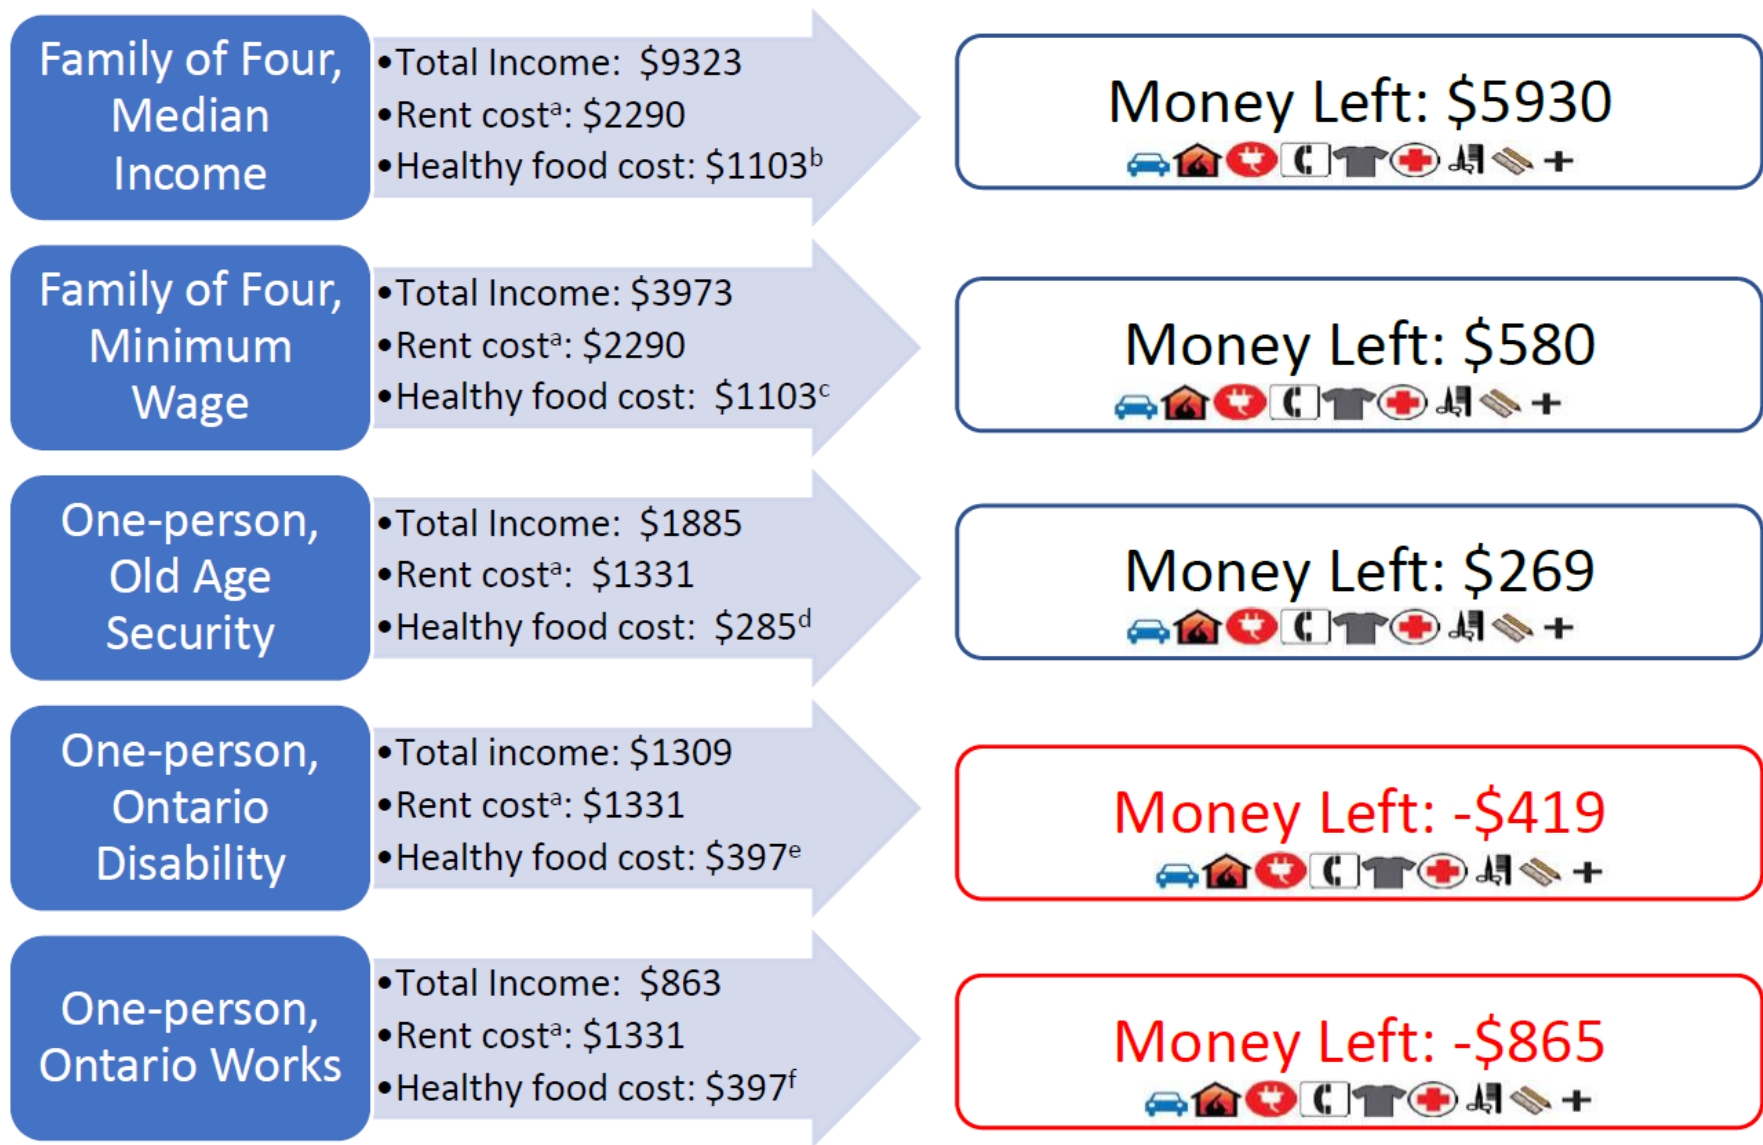 Family of Four,
Median
Income
•Total Income: $9323
•Rent costᵃ: $2290
•Healthy food cost: $1103ᵇ
Money Left: $5930
Family of Four,
Minimum
Wage
•Total Income: $3973
•Rent costᵃ: $2290
•Healthy food cost: $1103ᶜ
Money Left: $580
One-person,
Old Age
Security
•Total Income: $1885
•Rent costᵃ: $1331
•Healthy food cost: $285ᵈ
Money Left: $269
One-person,
Ontario
Disability
•Total income: $1309
•Rent costᵃ: $1331
•Healthy food cost: $397ᵉ
Money Left: -$419
One-person,
Ontario Works
•Total Income: $863
•Rent costᵃ: $1331
•Healthy food cost: $397ᶠ
Money Left: -$865